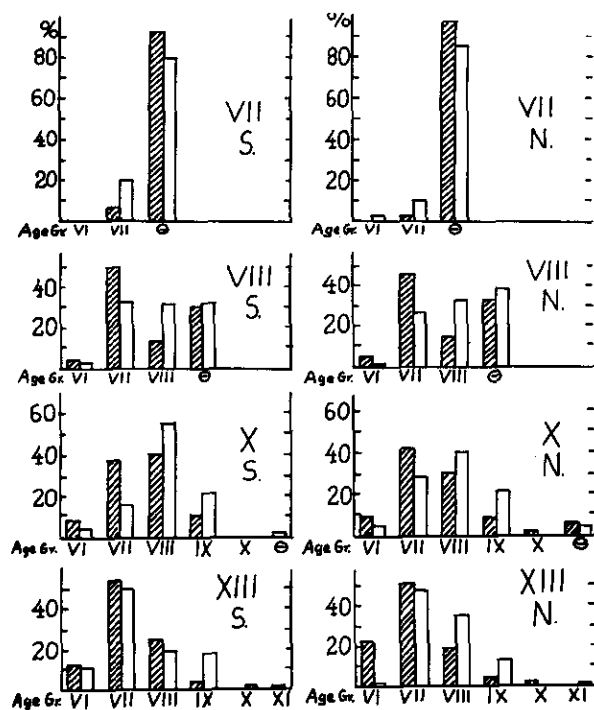 % %
80 80
60 VII 60 VII
40 S. 40 N.
20 20
Age Gr. VI VII Θ Age Gr. VI VII Θ
40 VIII 40 VIII
20 S. 20 N.
Age Gr. VI VII VIII Θ Age Gr. VI VII VIII Θ
60 60
40 X 40 X
20 S. 20 N.
Age Gr. VI VII VIII IX X Θ Age Gr. VI VII VIII IX X Θ
40 XIII 40 XIII
20 S. 20 N.
Age Gr. VI VII VIII IX X XI Age Gr. VI VII VIII IX X XI